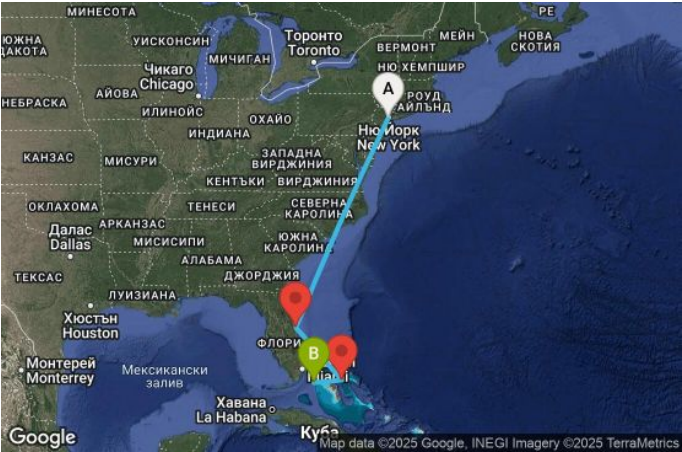 МИНЕСОТА
РЕ
ЮЖНА
ДАКОТА
УИСКОНСИН
МИЧИГАН
Торонто
Toronto
ВЕРМОНТ
МЕЙН
НОВА
СКОТИЯ
НЮ ХЕМПШИР
Чикаго
Chicago
НЕБРАСКА
АЙОВА
A
РОУД
АЙЛЪНД
ИЛИНОЙС
ОХАЙО
ИНДИАНА
Ню Йорк
New York
КАНЗАС
МИСУРИ
ЗАПАДНА
ВИРДЖИНИЯ
КЕНТЪКИ
ВИРДЖИНИЯ
ОКЛАХОМА
ТЕНЕСИ
СЕВЕРНА
КАРОЛИНА
АРКАНЗАС
Далас
Dallas
МИСИСИПИ
ЮЖНА
КАРОЛИНА
АЛАБАМА
ДЖОРДЖИЯ
ТЕКСАС
ЛУИЗИАНА
Хюстън
Houston
ФЛОРИ
B
Монтерей
Monterrey
Мексикански
залив
Хавана
La Habana
Куба
Google
Map data ©2025 Google, INEGI Imagery ©2025 TerraMetrics